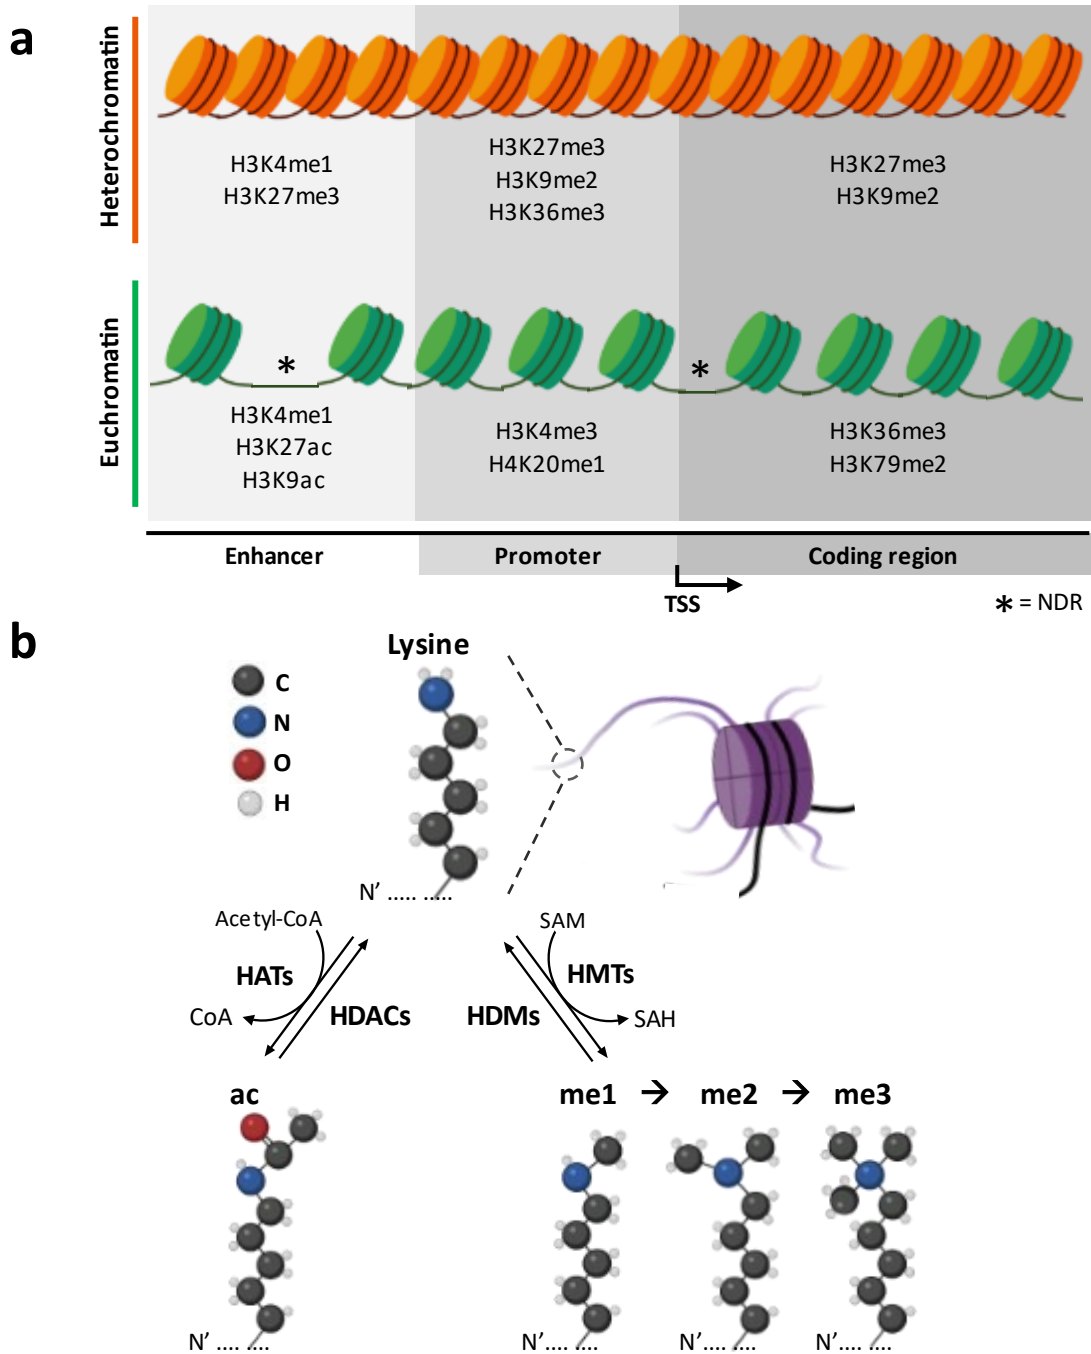 a
Heterochromatin
H3K4me1
H3K27me3
H3K27me3
H3K9me2
H3K36me3
H3K27me3
H3K9me2
Euchromatin
*
*
H3K4me1
H3K27ac
H3K9ac
H3K4me3
H4K20me1
H3K36me3
H3K79me2
Enhancer
Promoter
Coding region
TSS
* = NDR
b
Lysine
C
N
O
H
N' ..... .....
Acetyl-CoA
HATs
CoA
HDACs
SAM
HMTs
HDMs
SAH
ac
me1 → me2 → me3
N' .... ....
N' .... ....
N' .... ....
N' .... ....